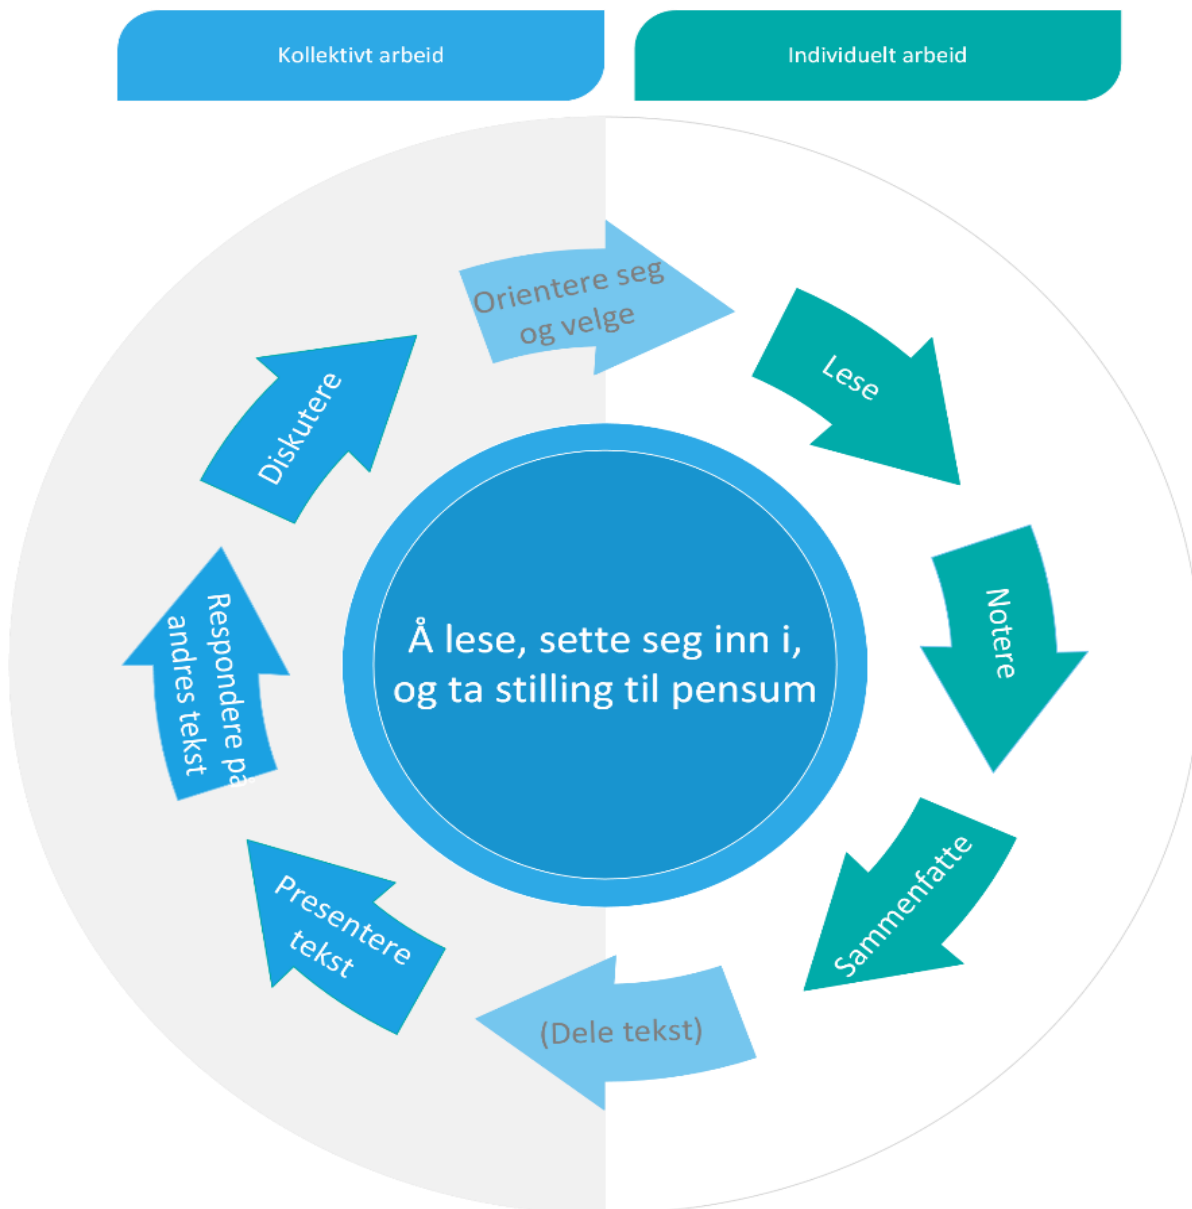 Kollektivt arbeid
Individuelt arbeid
Orientere seg
og velge
Lese
Notere
Sammenfatte
(Dele tekst)
Presentere
tekst
Respondere på
andres tekst
Diskutere
Å lese, sette seg inn i,
og ta stilling til pensum